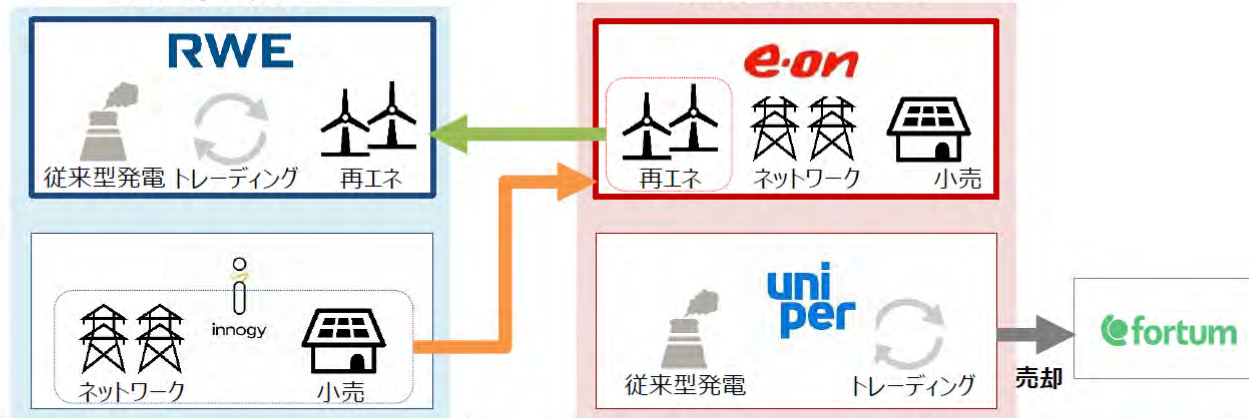 RWE
従来型発電 トレーディング 再エネ
e·on
再エネ ネットワーク 小売
innogy
ネットワーク 小売
uni
per
従来型発電 トレーディング
売却
fortum